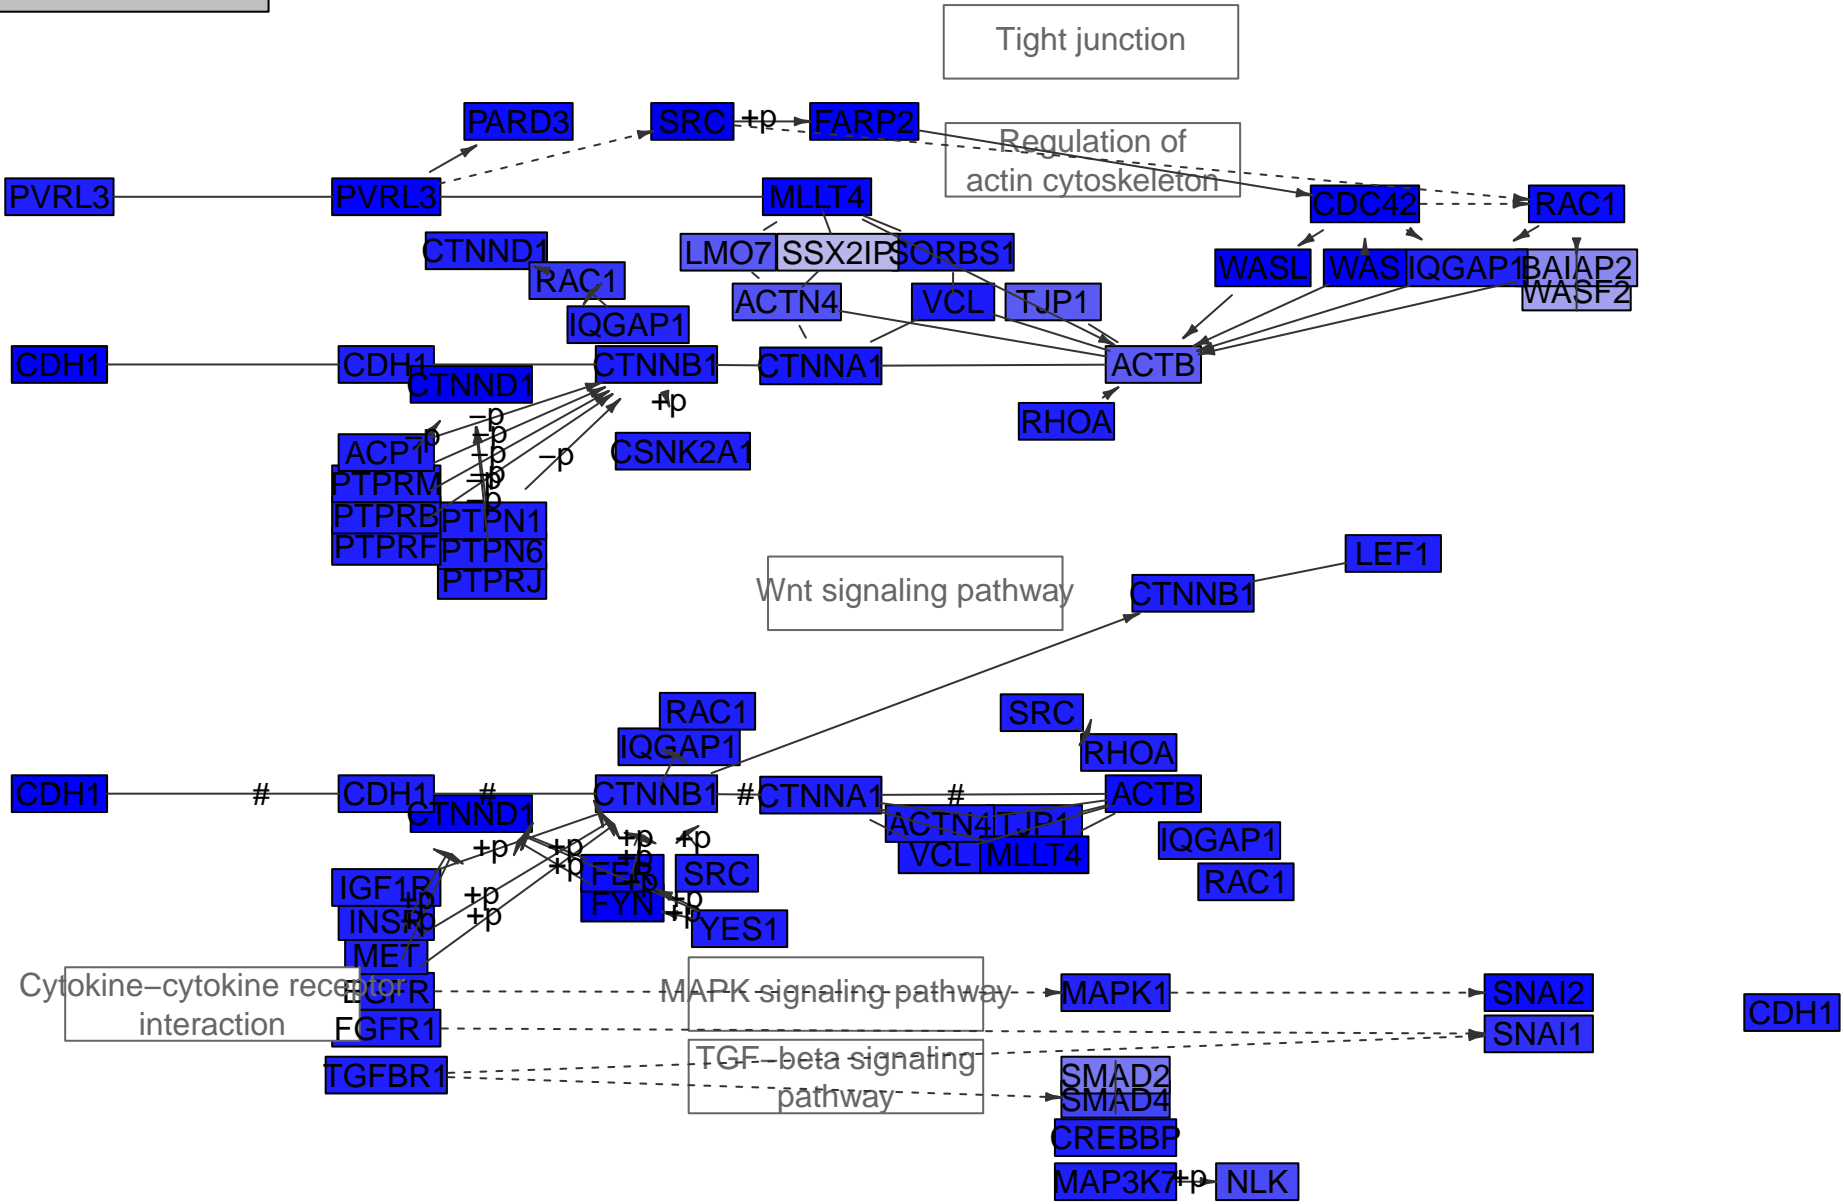 Tight junction
PARD3
SRC
+p
FARP2
Regulation of
actin cytoskeleton
PVRL3
PVRL3
MLLT4
CDC42
RAC1
CTNND1
RAC1
LMO7
SSX2IP
SORBS1
WASL
WAS
IQGAP1
BAIAP2
WASF2
ACTN4
VCL
TJP1
IQGAP1
CDH1
CDH1
CTNND1
CTNNB1
CTNNA1
ACTB
+p
RHOA
–p
–p
–p
–p
–p
–p
–p
–p
ACP1
CSNK2A1
PTPRM
PTPRB
PTPN1
PTPRF
PTPN6
PTPRJ
LEF1
Wnt signaling pathway
CTNNB1
RAC1
SRC
IQGAP1
RHOA
CDH1
#
CDH1
#
CTNNB1
#
CTNNA1
#
ACTB
CTNND1
ACTN4
TJP1
IQGAP1
+p
+p
+p
+p
+p
+p
VCL
MLLT4
FER
SRC
RAC1
IGF1R
+p
+p
+p
FYN
+p
INSR
+p
+p
+p
YES1
MET
Cytokine–cytokine receptor
interaction
EGFR
MAPK signaling pathway
MAPK1
SNAI2
CDH1
FGFR1
SNAI1
TGFBR1
TGF–beta signaling
pathway
SMAD2
SMAD4
CREBBP
MAP3K7
+p
NLK